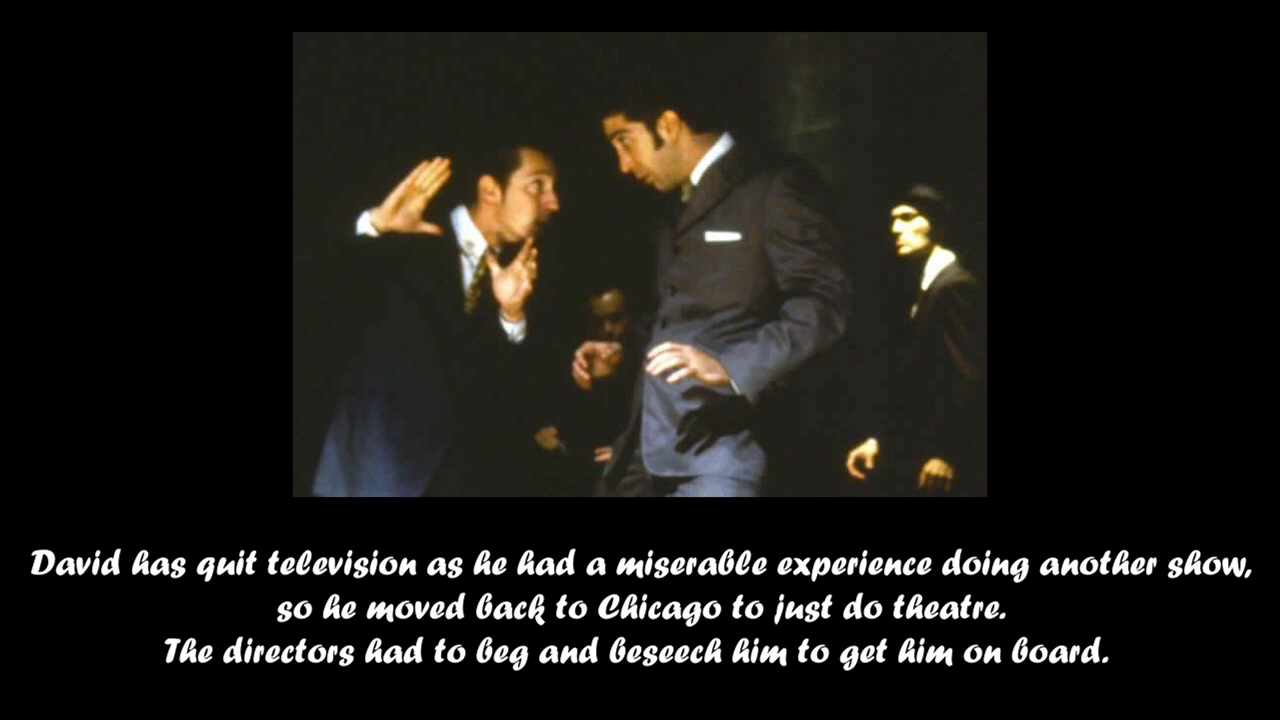 David has quit television as he had a miserable experience doing another show,
so he moved back to Chicago to just do theatre.
The directors had to beg and beseech him to get him on board.